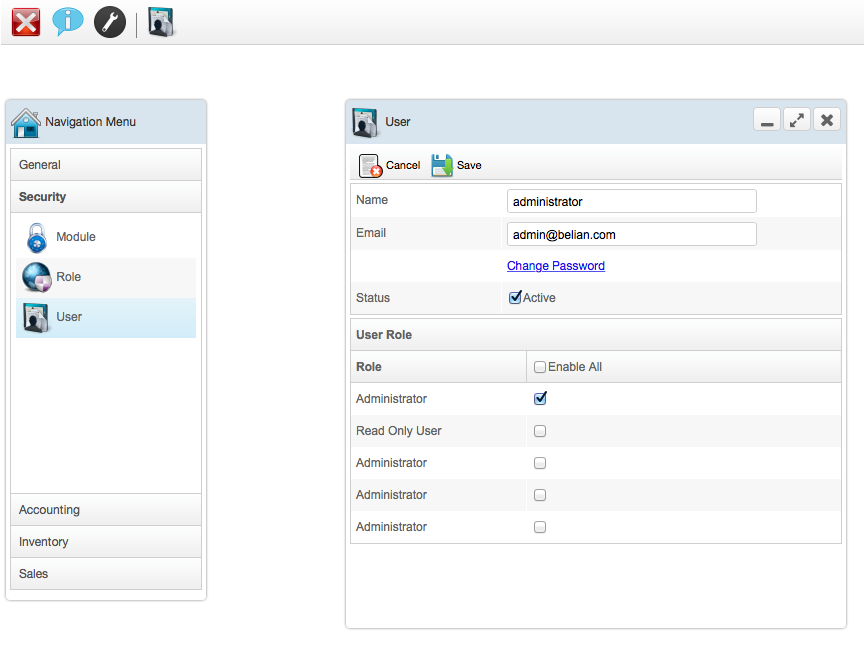 Navigation Menu
General
Security
Module
Role
User
Accounting
Inventory
Sales
User
Cancel Save
Name administrator
Email admin@belian.com
Change Password
Status Active
User Role
Role Enable All
Administrator
Read Only User
Administrator
Administrator
Administrator